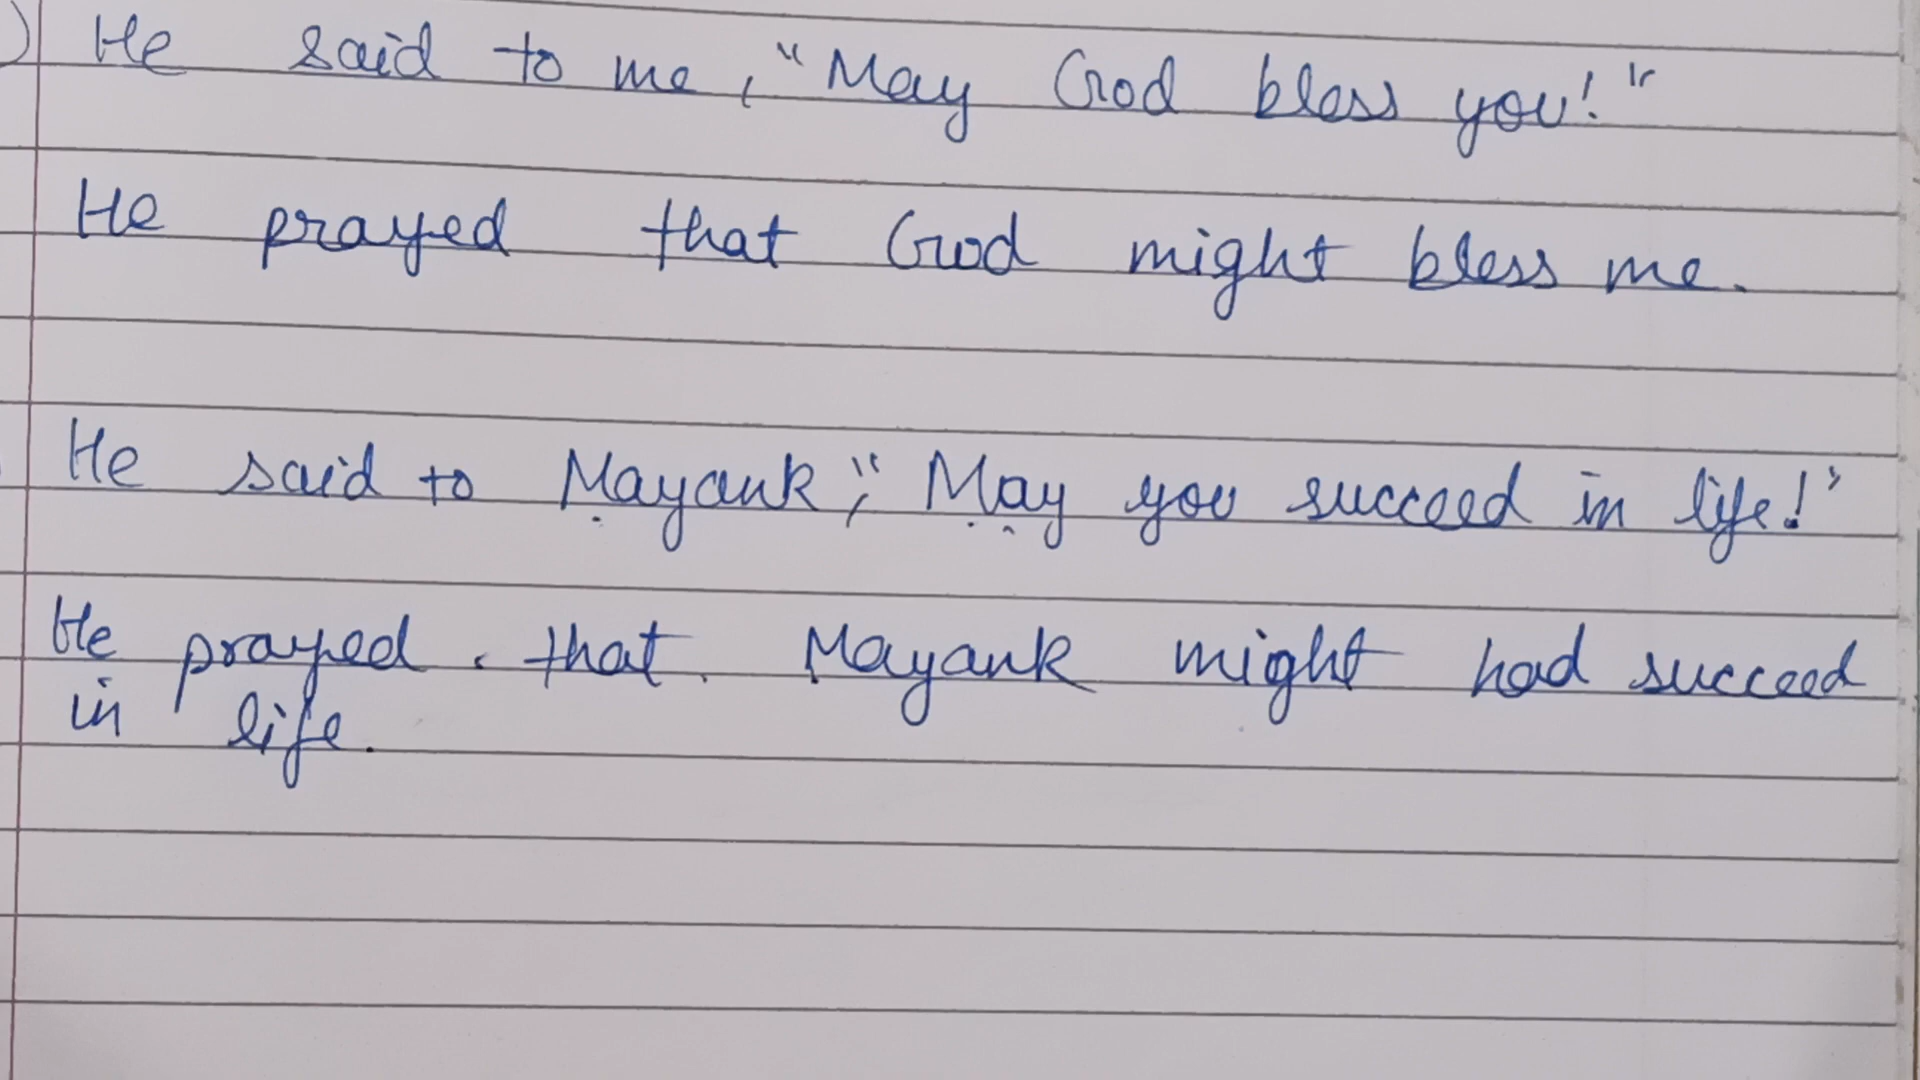 He said to me, "May God bless you!"
He prayed that God might bless me.
He said to Mayank, "May you succeed in life!"
He prayed that Mayank might had succeed
in life.